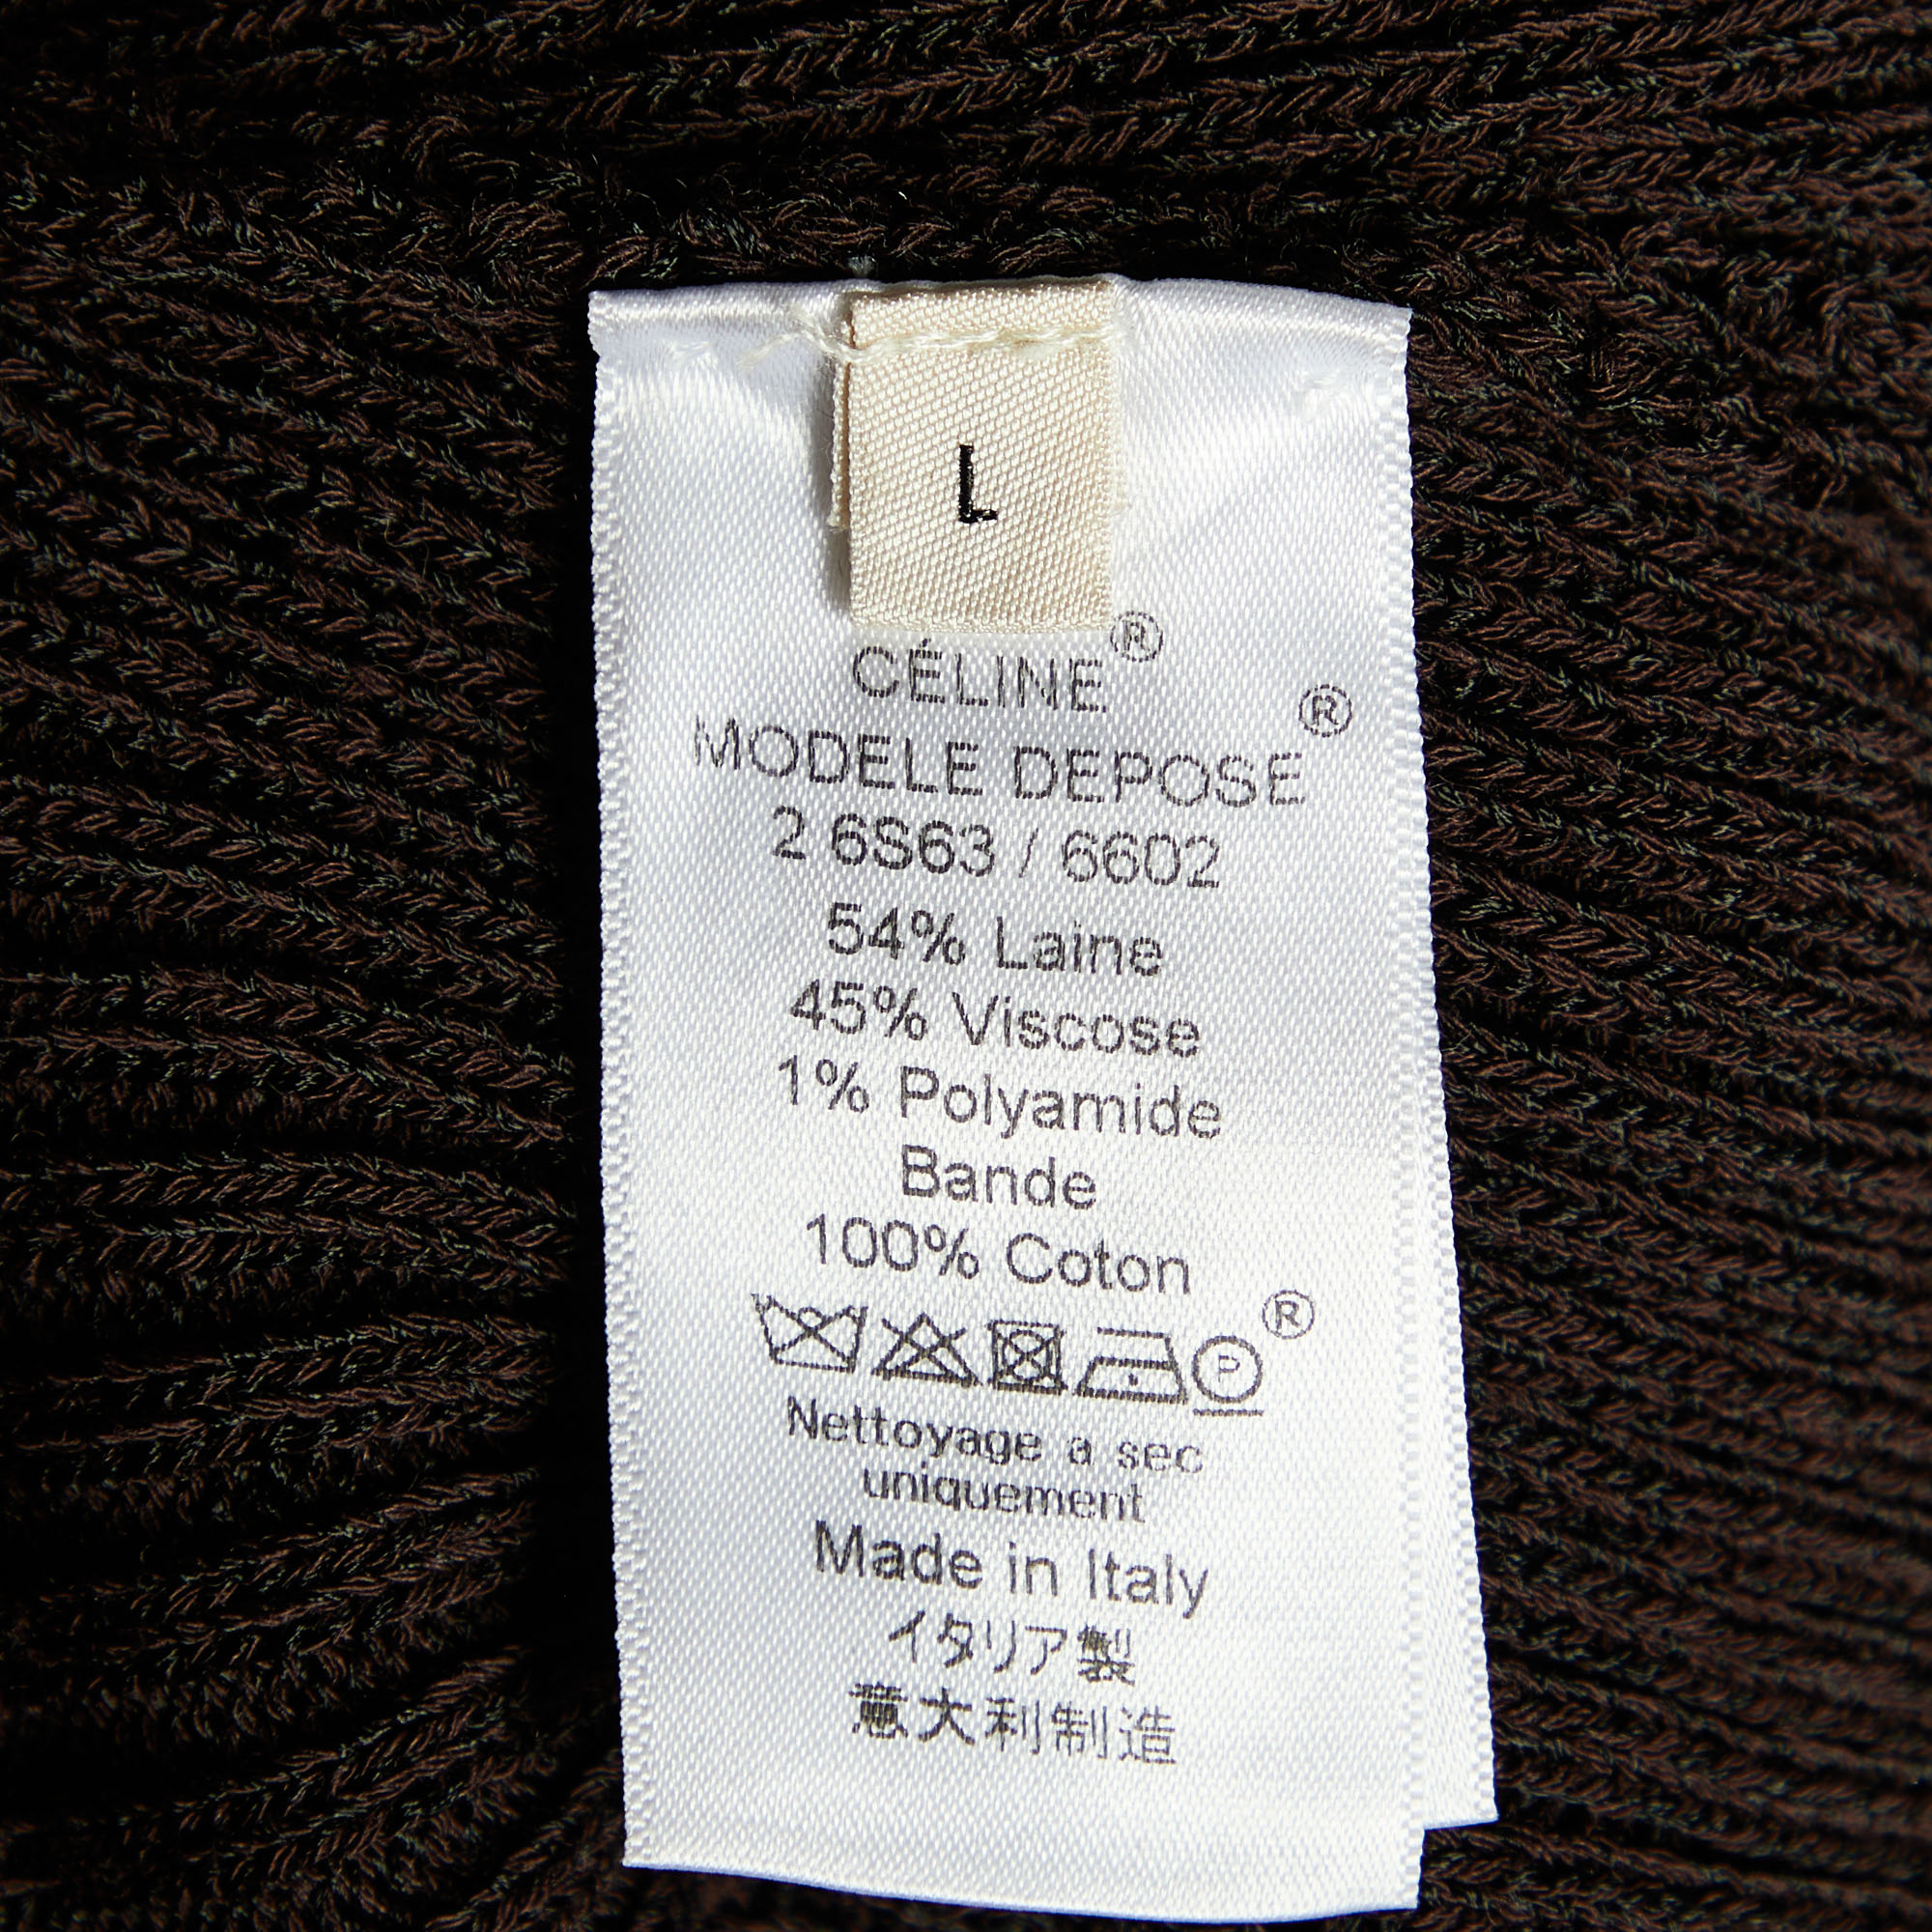 L
CÉLINE®
MODELE DEPOSE®
2 6S63 / 6602
54% Laine
45% Viscose
1% Polyamide
Bande
100% Coton
P ®
Nettoyage a sec
uniquement
Made in Italy
イタリア製
意大利制造